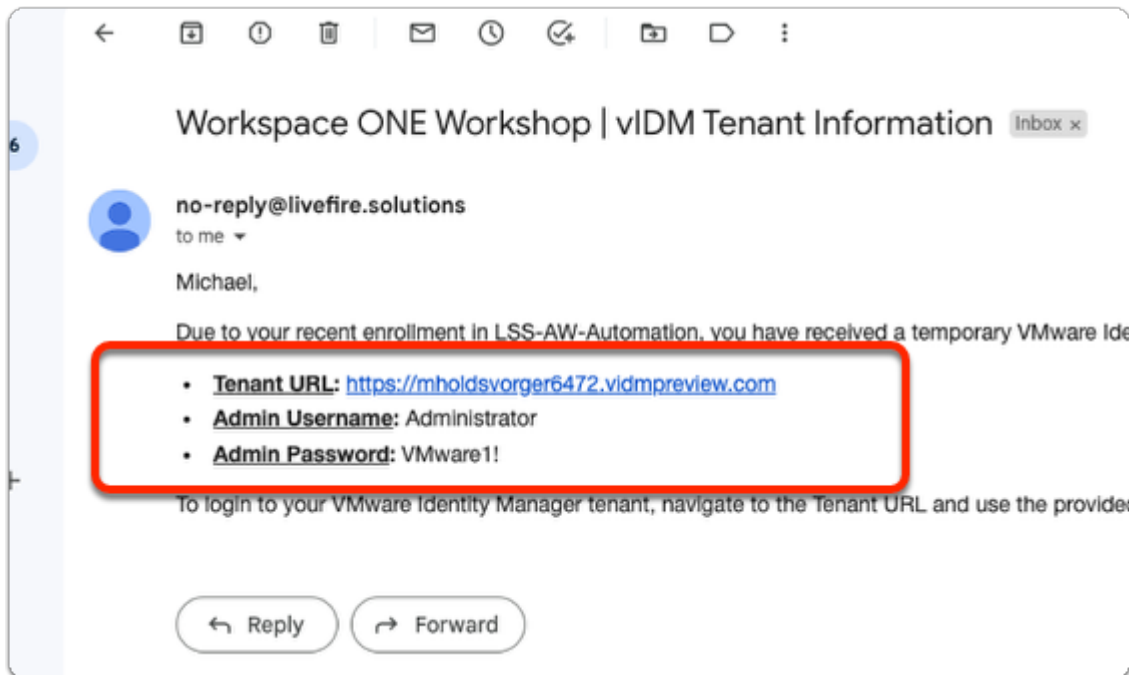 Workspace ONE Workshop | vIDM Tenant Information Inbox ×
6
no-reply@livefire.solutions
to me
Michael,
Due to your recent enrollment in LSS-AW-Automation, you have received a temporary VMware Ide
• Tenant URL: https://mholdsvorger6472.vidmpreview.com
• Admin Username: Administrator
• Admin Password: VMware1!
To login to your VMware Identity Manager tenant, navigate to the Tenant URL and use the provided
Reply
Forward